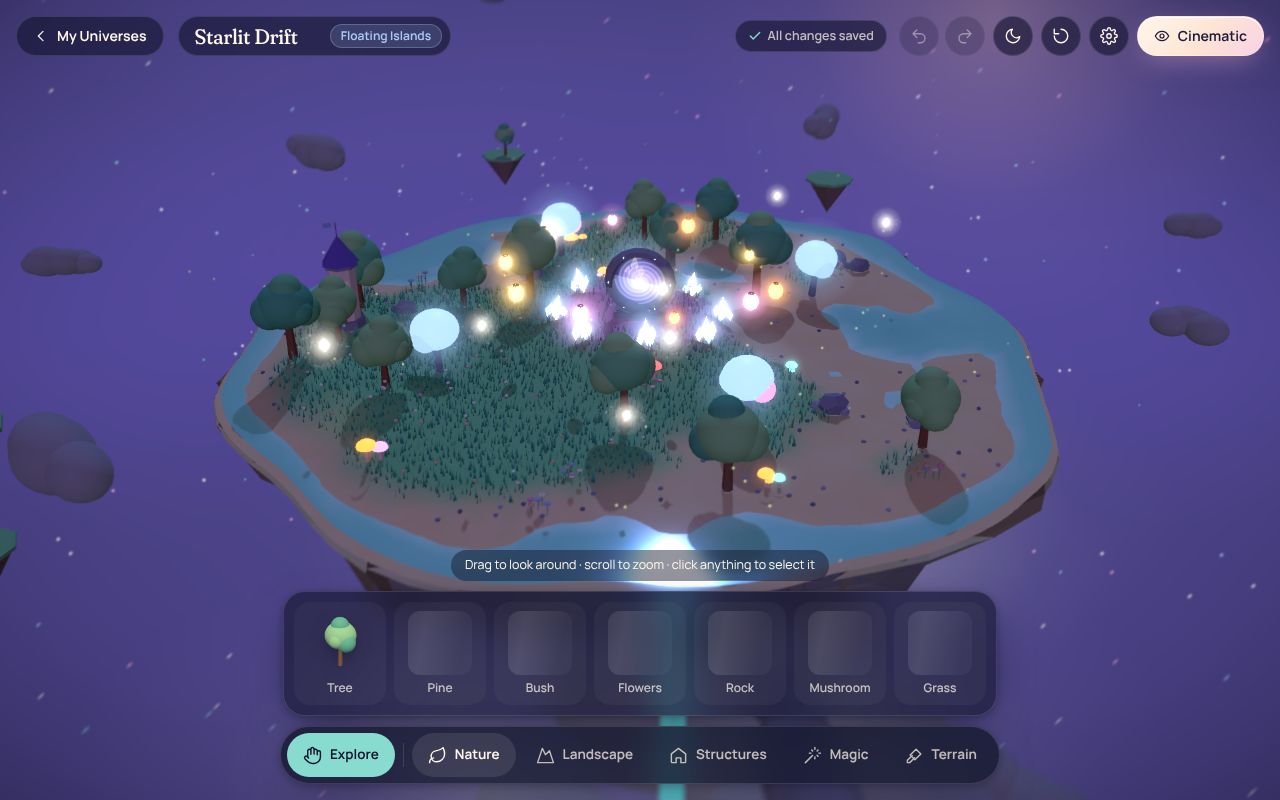 My Universes
Starlit Drift
Floating Islands
All changes saved
Cinematic
Drag to look around · scroll to zoom · click anything to select it
Tree
Pine
Bush
Flowers
Rock
Mushroom
Grass
Explore
Nature
Landscape
Structures
Magic
Terrain